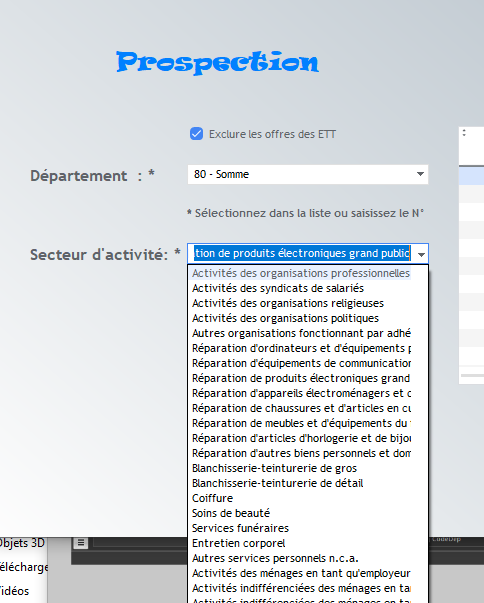 Prospection
Exclure les offres des ETT
Département : *
80 - Somme
* Sélectionnez dans la liste ou saisissez le N°
Secteur d'activité: *
tion de produits électroniques grand public
Activités des organisations professionnelles
Activités des syndicats de salariés
Activités des organisations religieuses
Activités des organisations politiques
Autres organisations fonctionnant par adhé
Réparation d'ordinateurs et d'équipements p
Réparation d'équipements de communication
Réparation de produits électroniques grand
Réparation d'appareils électroménagers et d
Réparation de chaussures et d'articles en cu
Réparation de meubles et d'équipements du
Réparation d'articles d'horlogerie et de bijou
Réparation d'autres biens personnels et dom
Blanchisserie-teinturerie de gros
Blanchisserie-teinturerie de détail
Coiffure
Soins de beauté
Services funéraires
Entretien corporel
Autres services personnels n.c.a.
Activités des ménages en tant qu'employeur
Activités indifférenciées des ménages en ta
Activités indifférenciées des ménages en ta
Objets 3D
Télécharge
Vidéos
CodeDep